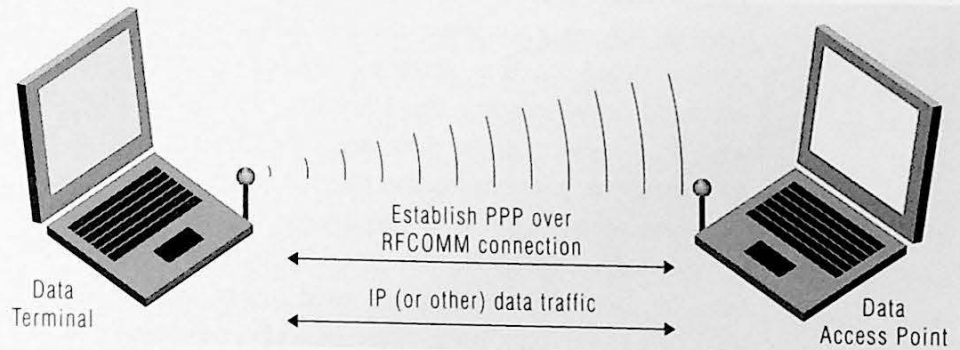 Establish PPP over
RFCOMM connection
IP (or other) data traffic
Data
Terminal
Data
Access Point